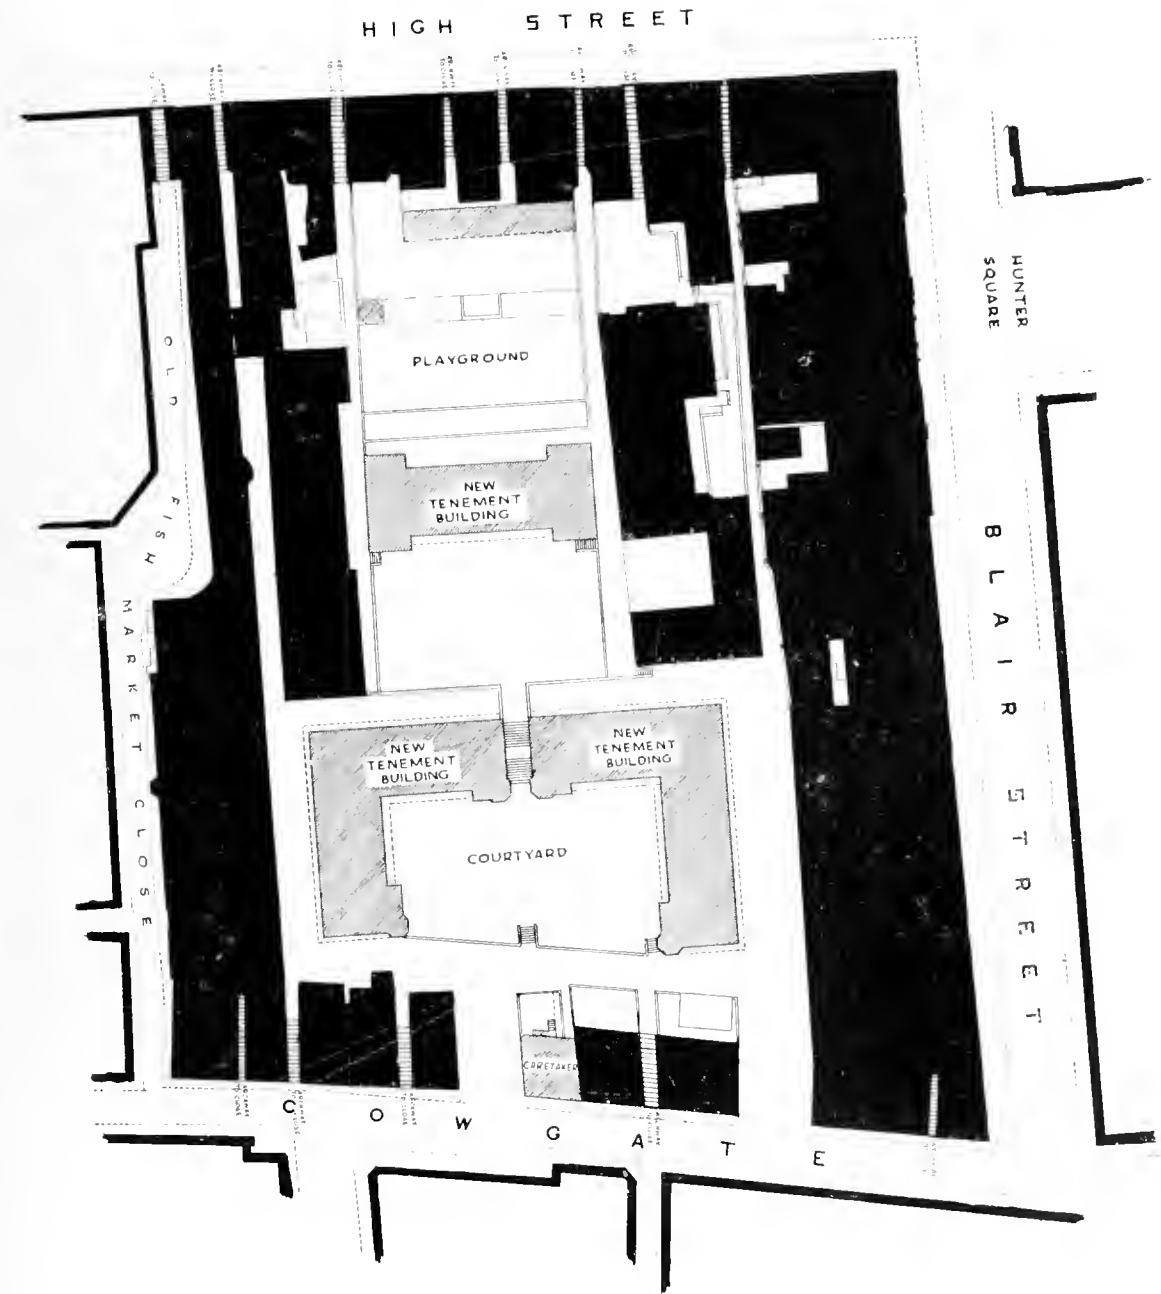 HIGH STREET
HUNTER
SQUARE
OLD FISH MARKET CLOSE
PLAYGROUND
NEW
TENEMENT
BUILDING
BLAIR STREET
NEW
TENEMENT
BUILDING
NEW
TENEMENT
BUILDING
COURTYARD
CARETAKER
COWGATE